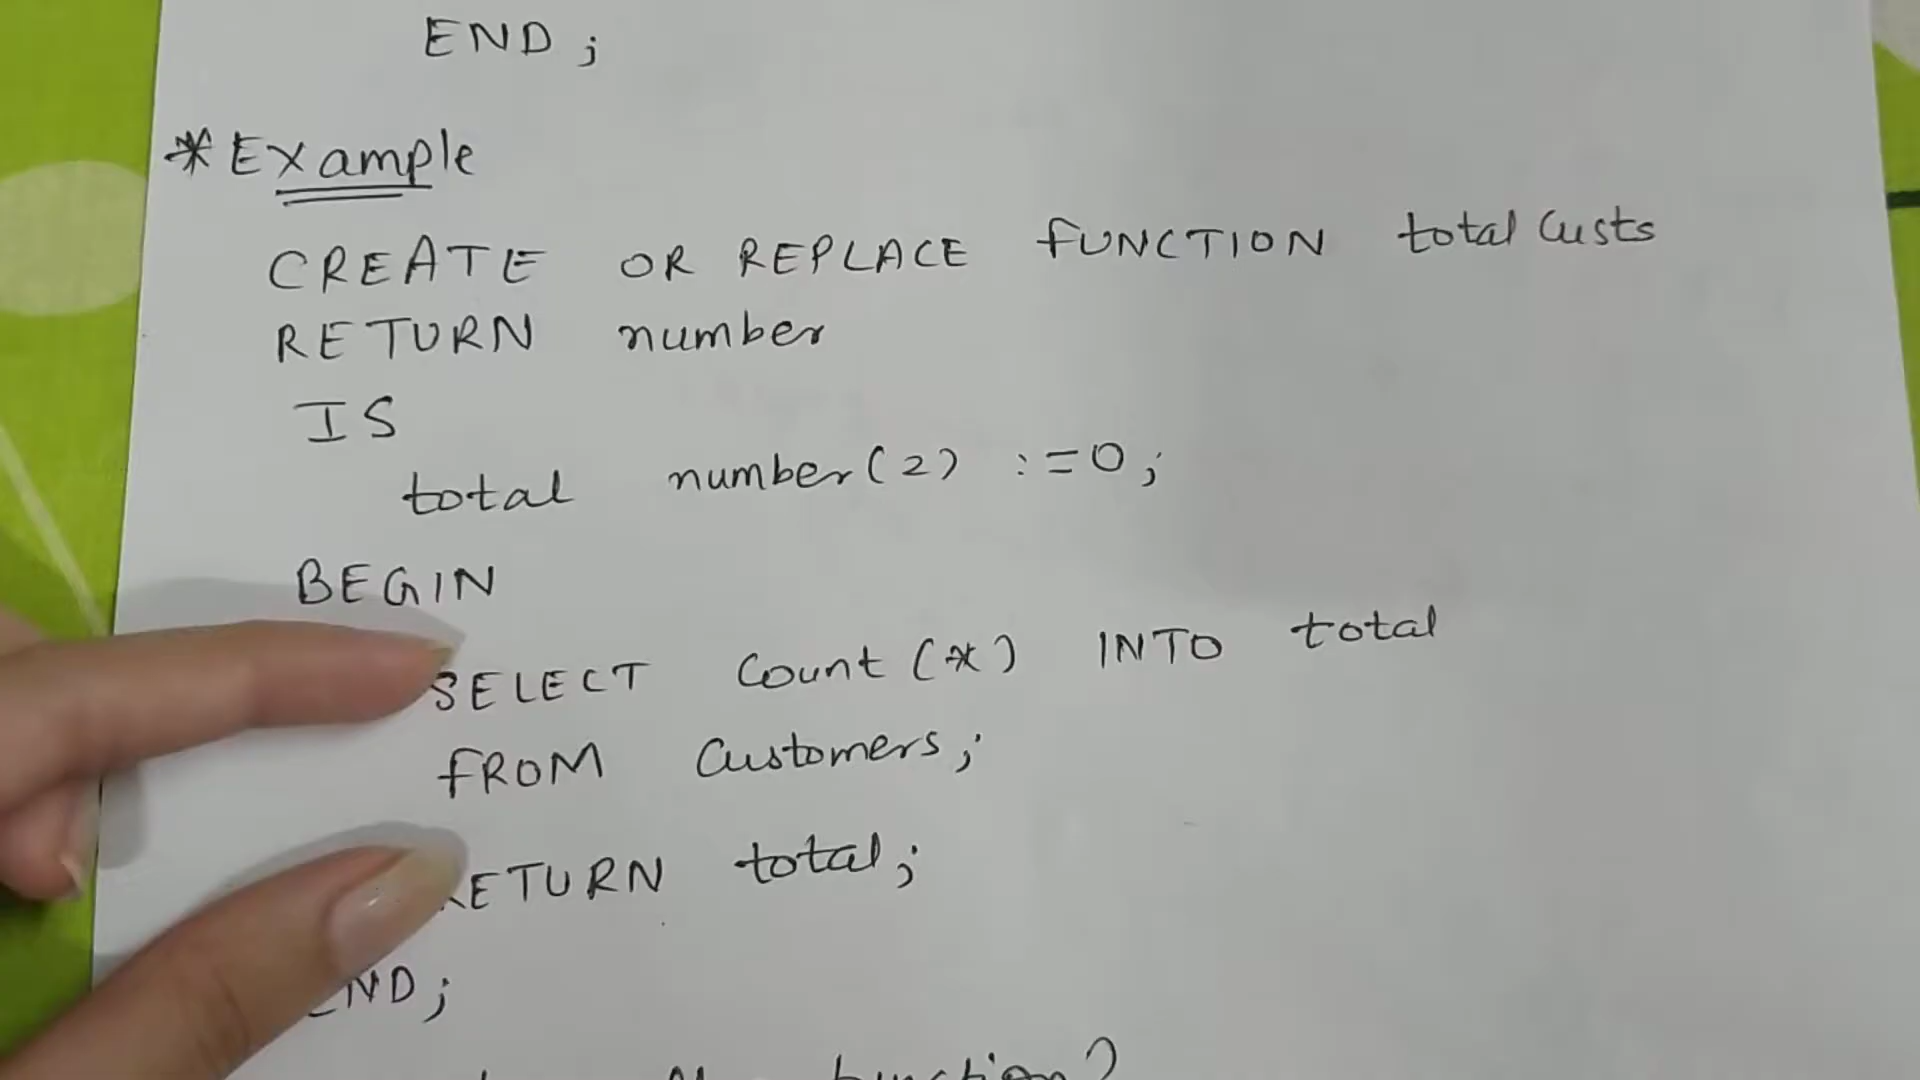 END;
*Example
CREATE OR REPLACE FUNCTION totalCusts
RETURN number
IS
total number(2) :=0;
BEGIN
SELECT Count(*) INTO total
FROM Customers;
RETURN total;
END;
function?